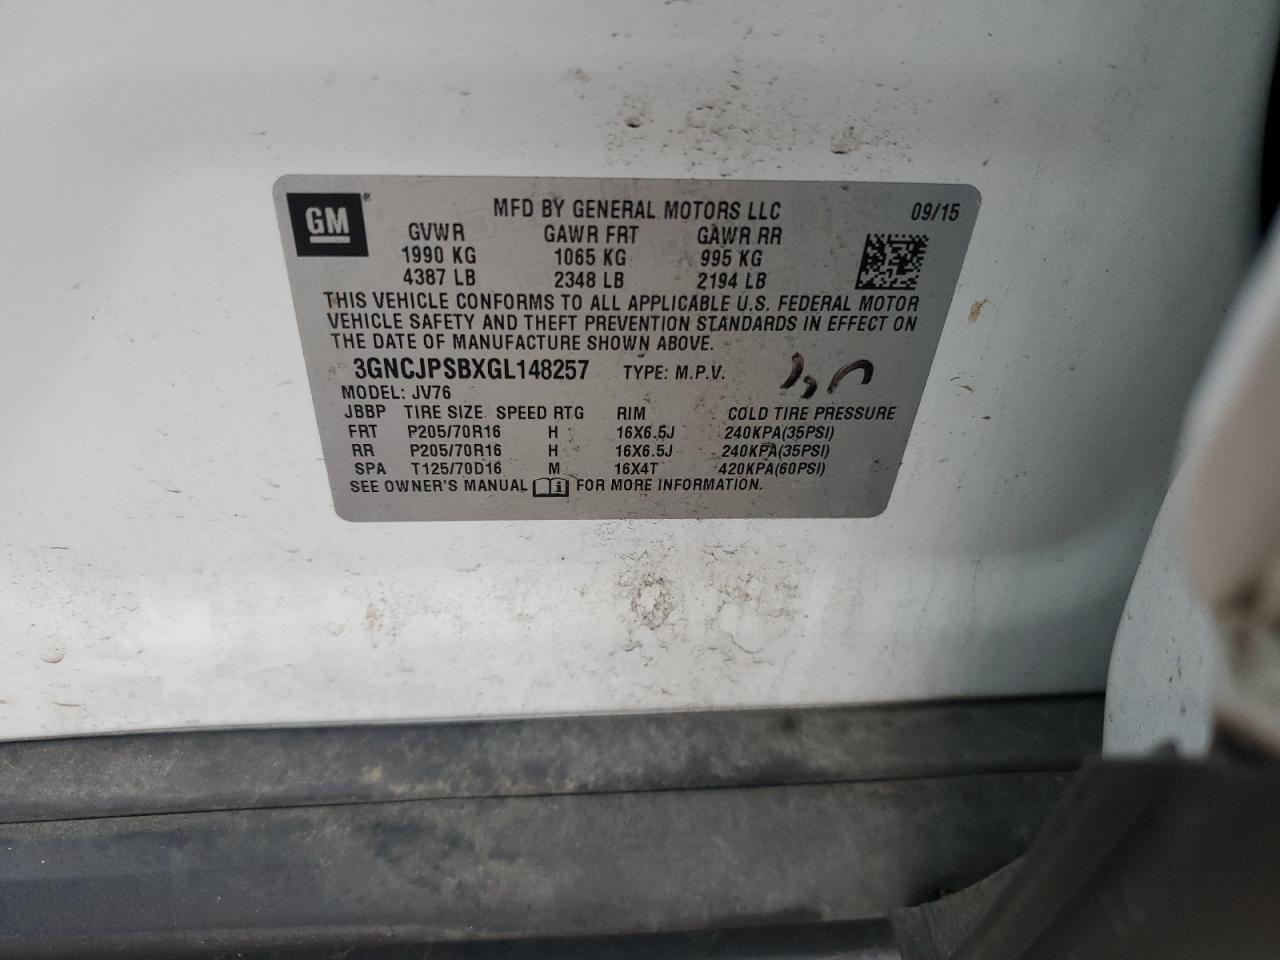 GM® MFD BY GENERAL MOTORS LLC 09/15
GVWR GAWR FRT GAWR RR
1990 KG 1065 KG 995 KG
4387 LB 2348 LB 2194 LB
THIS VEHICLE CONFORMS TO ALL APPLICABLE U.S. FEDERAL MOTOR
VEHICLE SAFETY AND THEFT PREVENTION STANDARDS IN EFFECT ON
THE DATE OF MANUFACTURE SHOWN ABOVE.
3GNCJPSBXGL148257 TYPE: M.P.V.
MODEL: JV76
JBBP TIRE SIZE SPEED RTG RIM COLD TIRE PRESSURE
FRT P205/70R16 H 16X6.5J 240KPA(35PSI)
RR P205/70R16 H 16X6.5J 240KPA(35PSI)
SPA T125/70D16 M 16X4T 420KPA(60PSI)
SEE OWNER'S MANUAL FOR MORE INFORMATION.